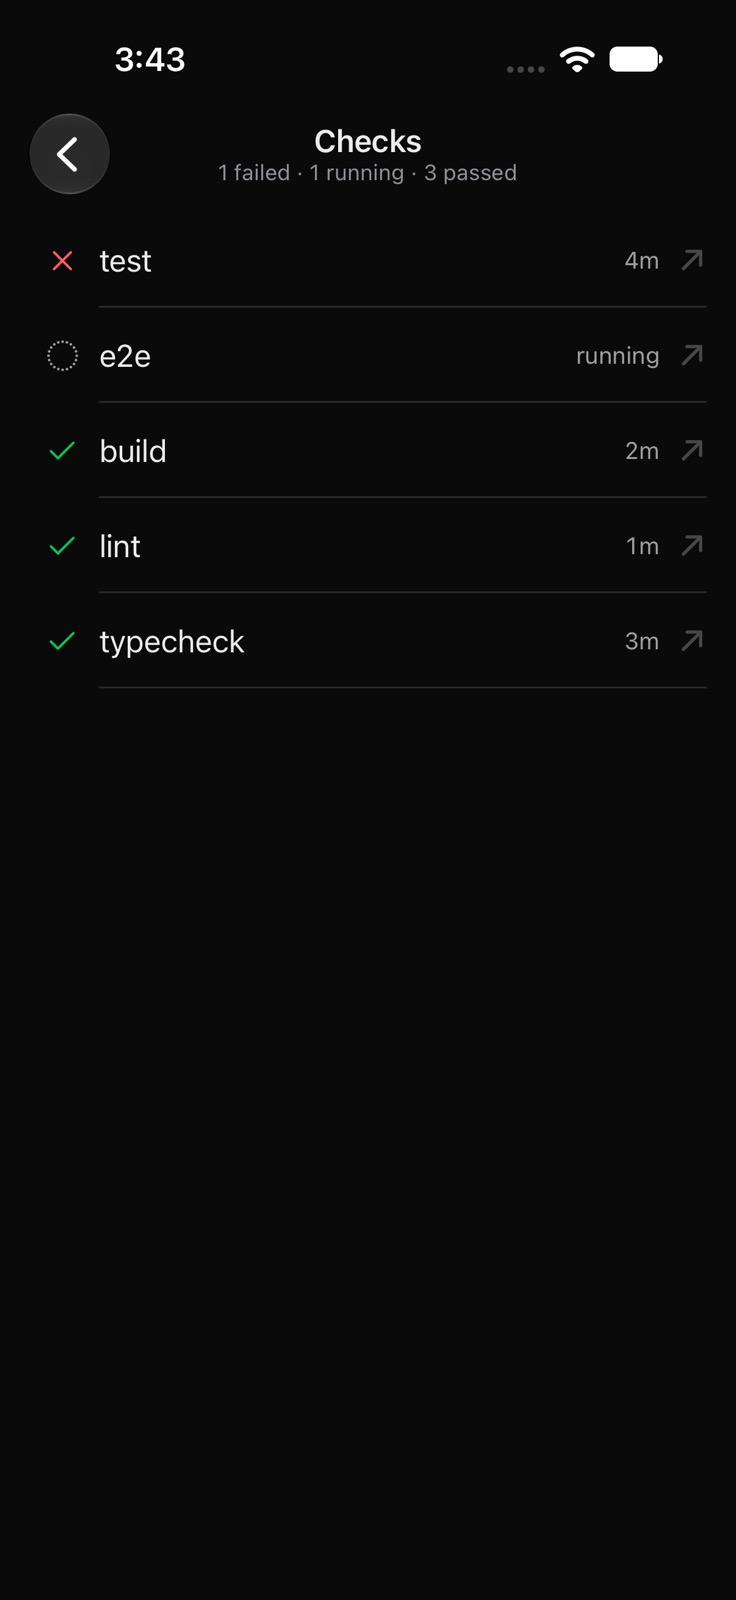 3:43
Checks
1 failed · 1 running · 3 passed
test 4m
e2e running
build 2m
lint 1m
typecheck 3m